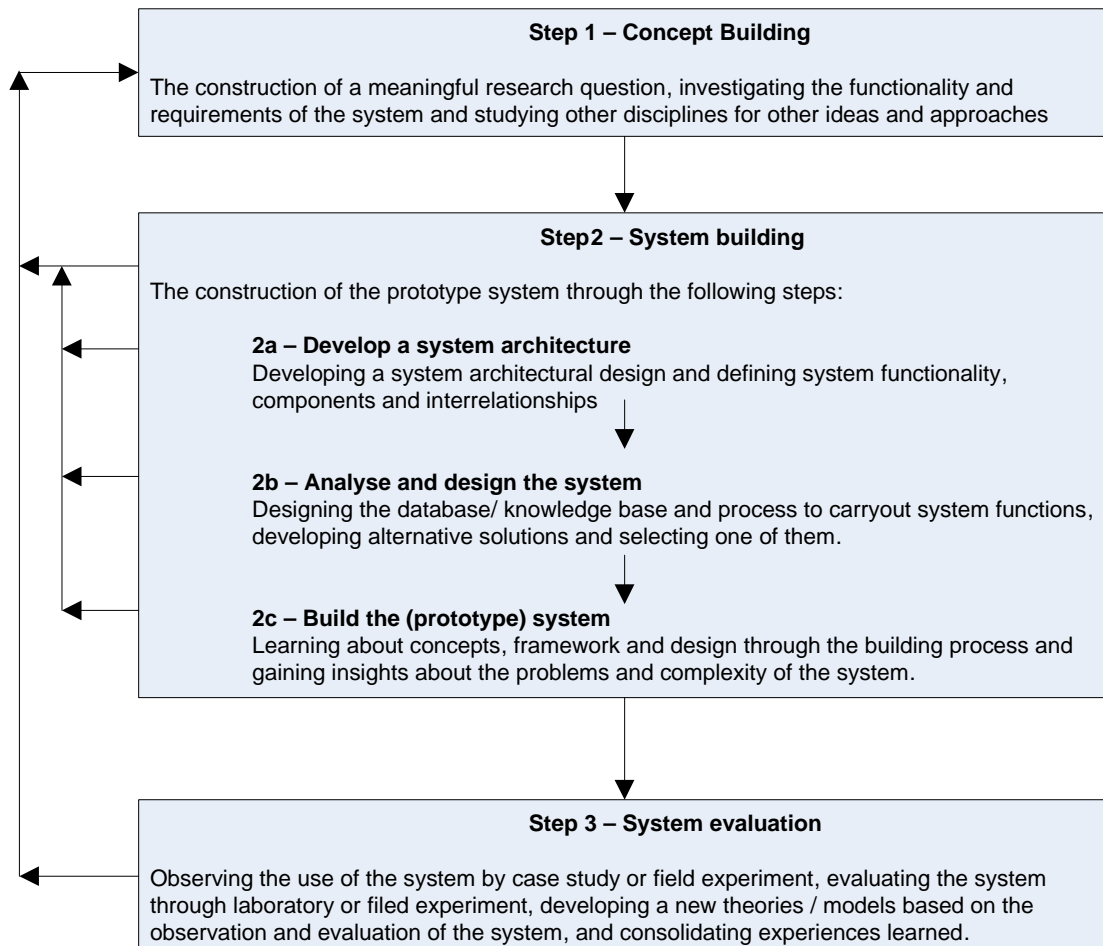 Step 1 – Concept Building
The construction of a meaningful research question, investigating the functionality and
requirements of the system and studying other disciplines for other ideas and approaches
Step2 – System building
The construction of the prototype system through the following steps:
2a – Develop a system architecture
Developing a system architectural design and defining system functionality,
components and interrelationships
2b – Analyse and design the system
Designing the database/ knowledge base and process to carryout system functions,
developing alternative solutions and selecting one of them.
2c – Build the (prototype) system
Learning about concepts, framework and design through the building process and
gaining insights about the problems and complexity of the system.
Step 3 – System evaluation
Observing the use of the system by case study or field experiment, evaluating the system
through laboratory or filed experiment, developing a new theories / models based on the
observation and evaluation of the system, and consolidating experiences learned.